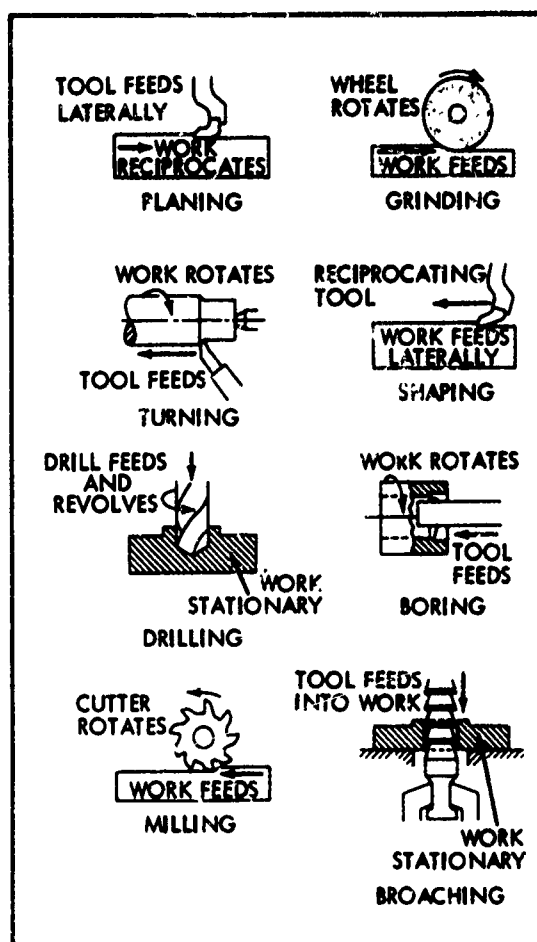 TOOL FEEDS
LATERALLY
WORK
RECIPROCATES
PLANING
WHEEL
ROTATES
WORK FEEDS
GRINDING
WORK ROTATES
TOOL FEEDS
TURNING
RECIPROCATING
TOOL
WORK FEEDS
LATERALLY
SHAPING
DRILL FEEDS
AND
REVOLVES
WORK
STATIONARY
DRILLING
WORK ROTATES
TOOL
FEEDS
BORING
CUTTER
ROTATES
WORK FEEDS
MILLING
TOOL FEEDS
INTO WORK
WORK
STATIONARY
BROACHING